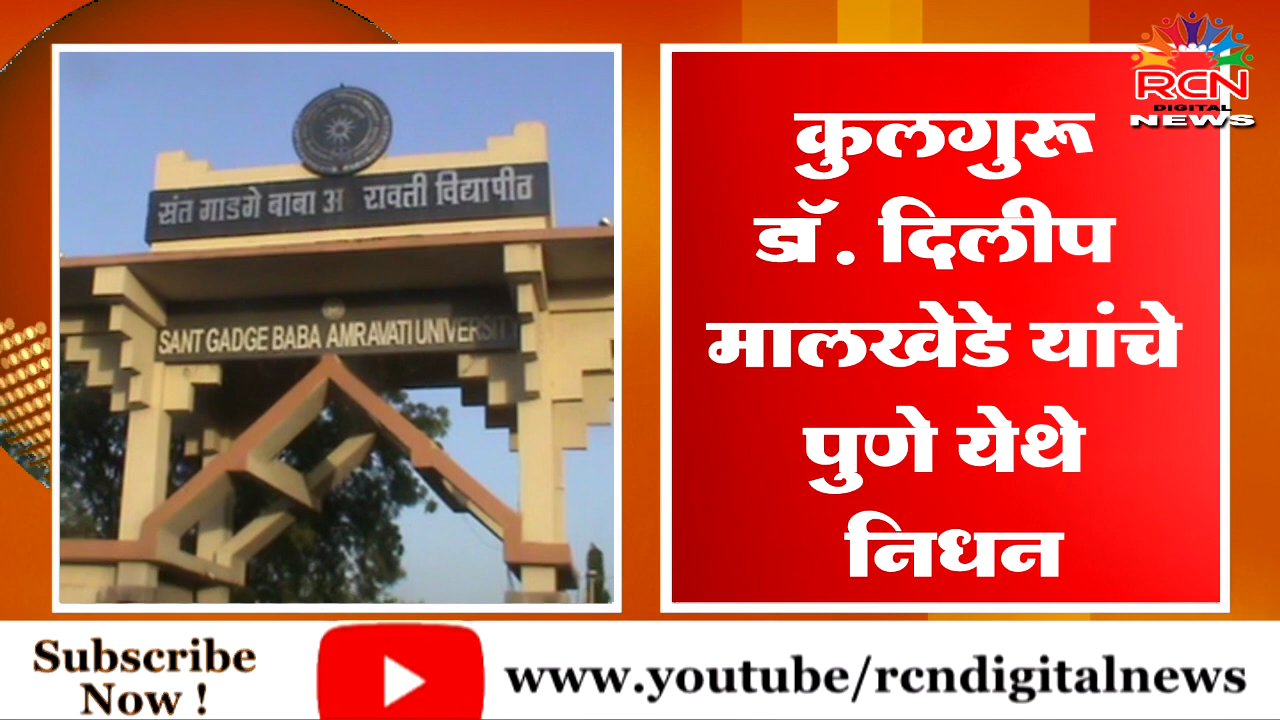 संत गाडगे बाबा अ रावती विद्यापीठ
SANT GADGE BABA AMRAVATI UNIVERSITY
RCN
DIGITAL
NEWS
कुलगुरू
डॉ. दिलीप
मालखेडे यांचे
पुणे येथे
निधन
Subscribe
Now !
www.youtube/rcndigitalnews